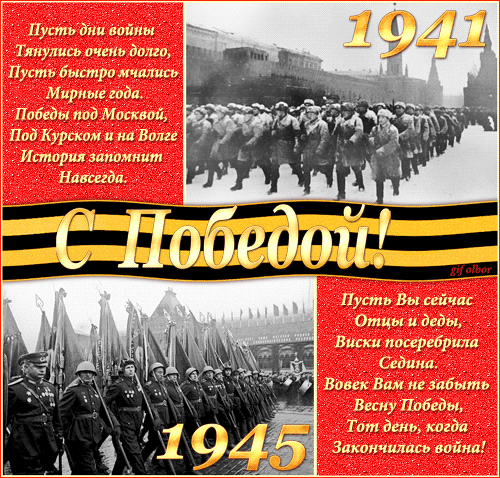 Пусть дни войны
Тянулись очень долго,
Пусть быстро мчались
Мирные года.
Победы под Москвой,
Под Курском и на Волге
История запомнит
Навсегда.
1941
С Победой!
gif olbor
Пусть Вы сейчас
Отцы и деды,
Виски посеребрила
Седина.
Вовек Вам не забыть
Весну Победы,
Тот день, когда
Закончилась война!
1945